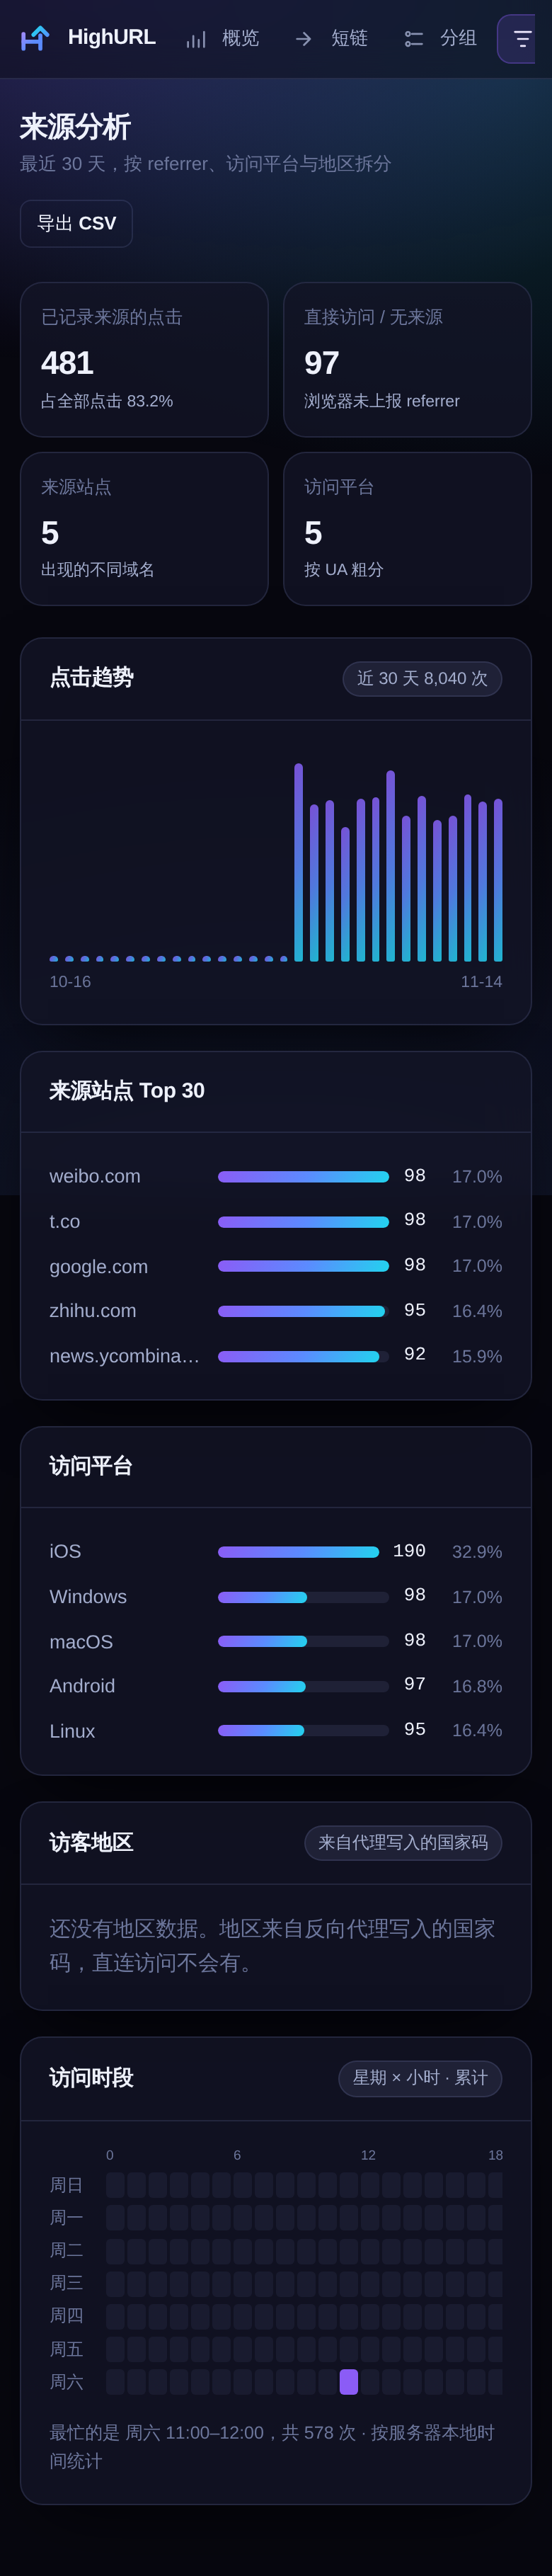 HighURL 概览 短链 分组
来源分析
最近 30 天，按 referrer、访问平台与地区拆分
导出 CSV
已记录来源的点击
481
占全部点击 83.2%
直接访问 / 无来源
97
浏览器未上报 referrer
来源站点
5
出现的不同域名
访问平台
5
按 UA 粗分
点击趋势 近 30 天 8,040 次
10-16 11-14
来源站点 Top 30
weibo.com 98 17.0%
t.co 98 17.0%
google.com 98 17.0%
zhihu.com 95 16.4%
news.ycombina… 92 15.9%
访问平台
iOS 190 32.9%
Windows 98 17.0%
macOS 98 17.0%
Android 97 16.8%
Linux 95 16.4%
访客地区 来自代理写入的国家码
还没有地区数据。地区来自反向代理写入的国家
码，直连访问不会有。
访问时段 星期 × 小时 · 累计
0 6 12 18
周日
周一
周二
周三
周四
周五
周六
最忙的是 周六 11:00–12:00，共 578 次 · 按服务器本地时
间统计